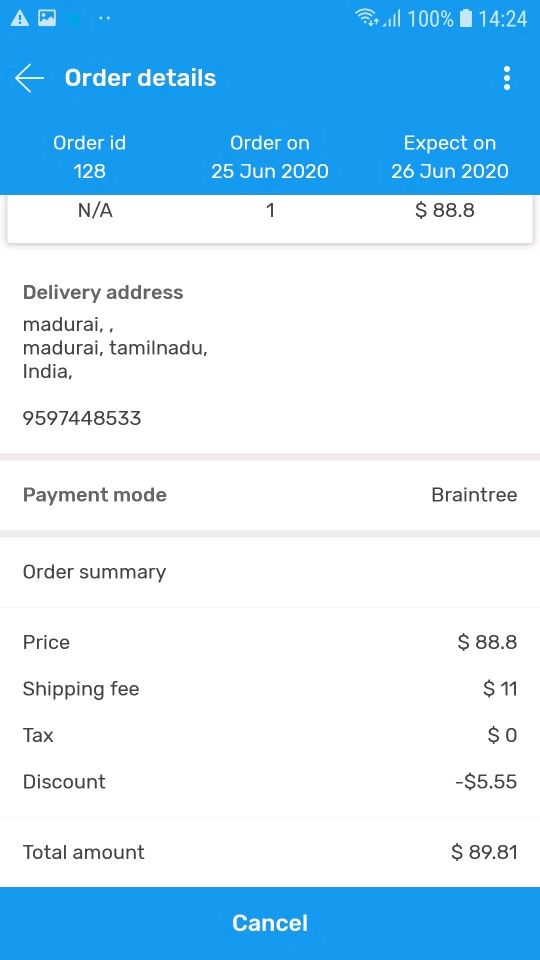 100% 14:24
Order details
Order id Order on Expect on
128 25 Jun 2020 26 Jun 2020
N/A 1 $ 88.8
Delivery address
madurai, ,
madurai, tamilnadu,
India,
9597448533
Payment mode Braintree
Order summary
Price $ 88.8
Shipping fee $ 11
Tax $ 0
Discount -$5.55
Total amount $ 89.81
Cancel